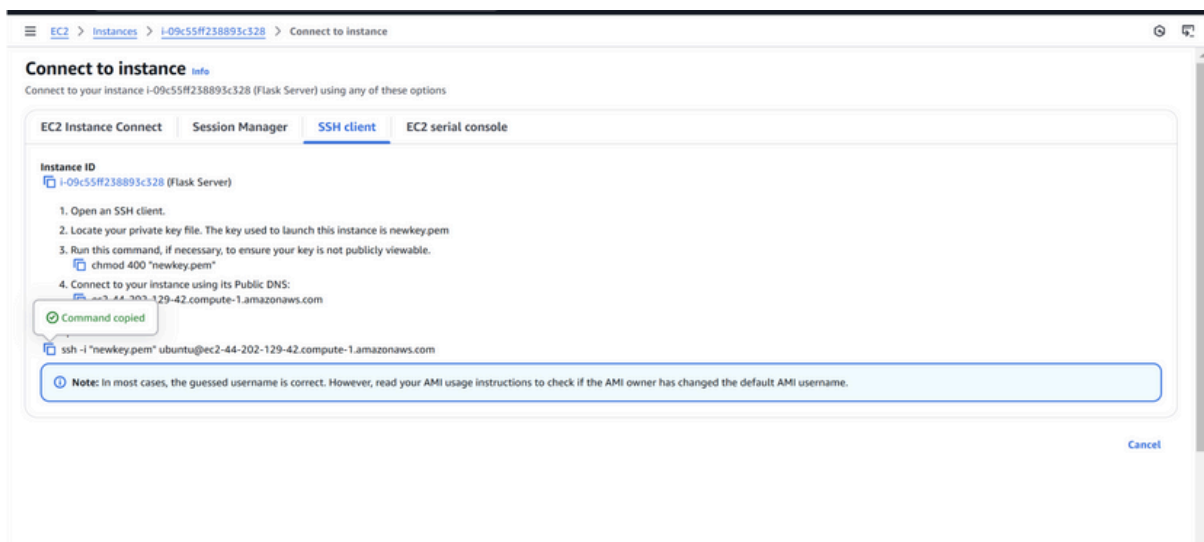 EC2 > Instances > i-09c55ff238893c328 > Connect to instance
Connect to instance Info
Connect to your instance i-09c55ff238893c328 (Flask Server) using any of these options
EC2 Instance Connect Session Manager SSH client EC2 serial console
Instance ID
i-09c55ff238893c328 (Flask Server)
1. Open an SSH client.
2. Locate your private key file. The key used to launch this instance is newkey.pem
3. Run this command, if necessary, to ensure your key is not publicly viewable.
chmod 400 "newkey.pem"
4. Connect to your instance using its Public DNS:
ec2-44-202-129-42.compute-1.amazonaws.com
Command copied
ssh -i "newkey.pem" ubuntu@ec2-44-202-129-42.compute-1.amazonaws.com
Note: In most cases, the guessed username is correct. However, read your AMI usage instructions to check if the AMI owner has changed the default AMI username.
Cancel